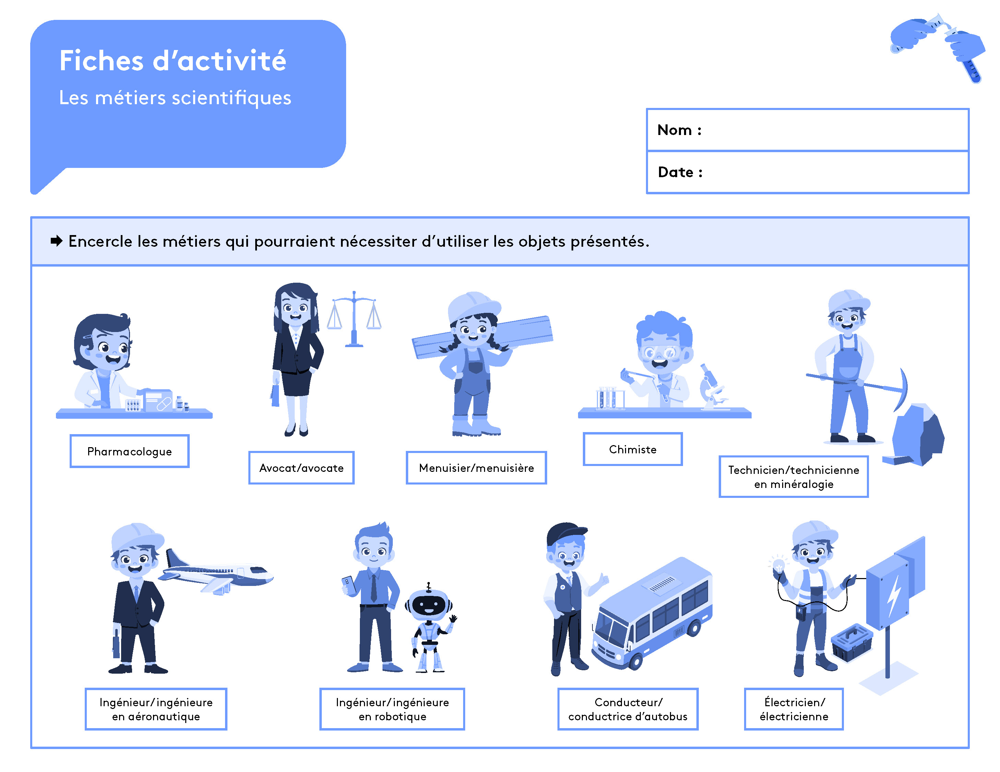 Fiches d’activité
Les métiers scientifiques
Nom :
Date :
Encercle les métiers qui pourraient nécessiter d’utiliser les objets présentés.
Pharmacologue
Avocat/avocate
Menuisier/menuisière
Chimiste
Technicien/technicienne
en minéralogie
Ingénieur/ingénieure
en aéronautique
Ingénieur/ingénieure
en robotique
Conducteur/
conductrice d’autobus
Électricien/
électricienne